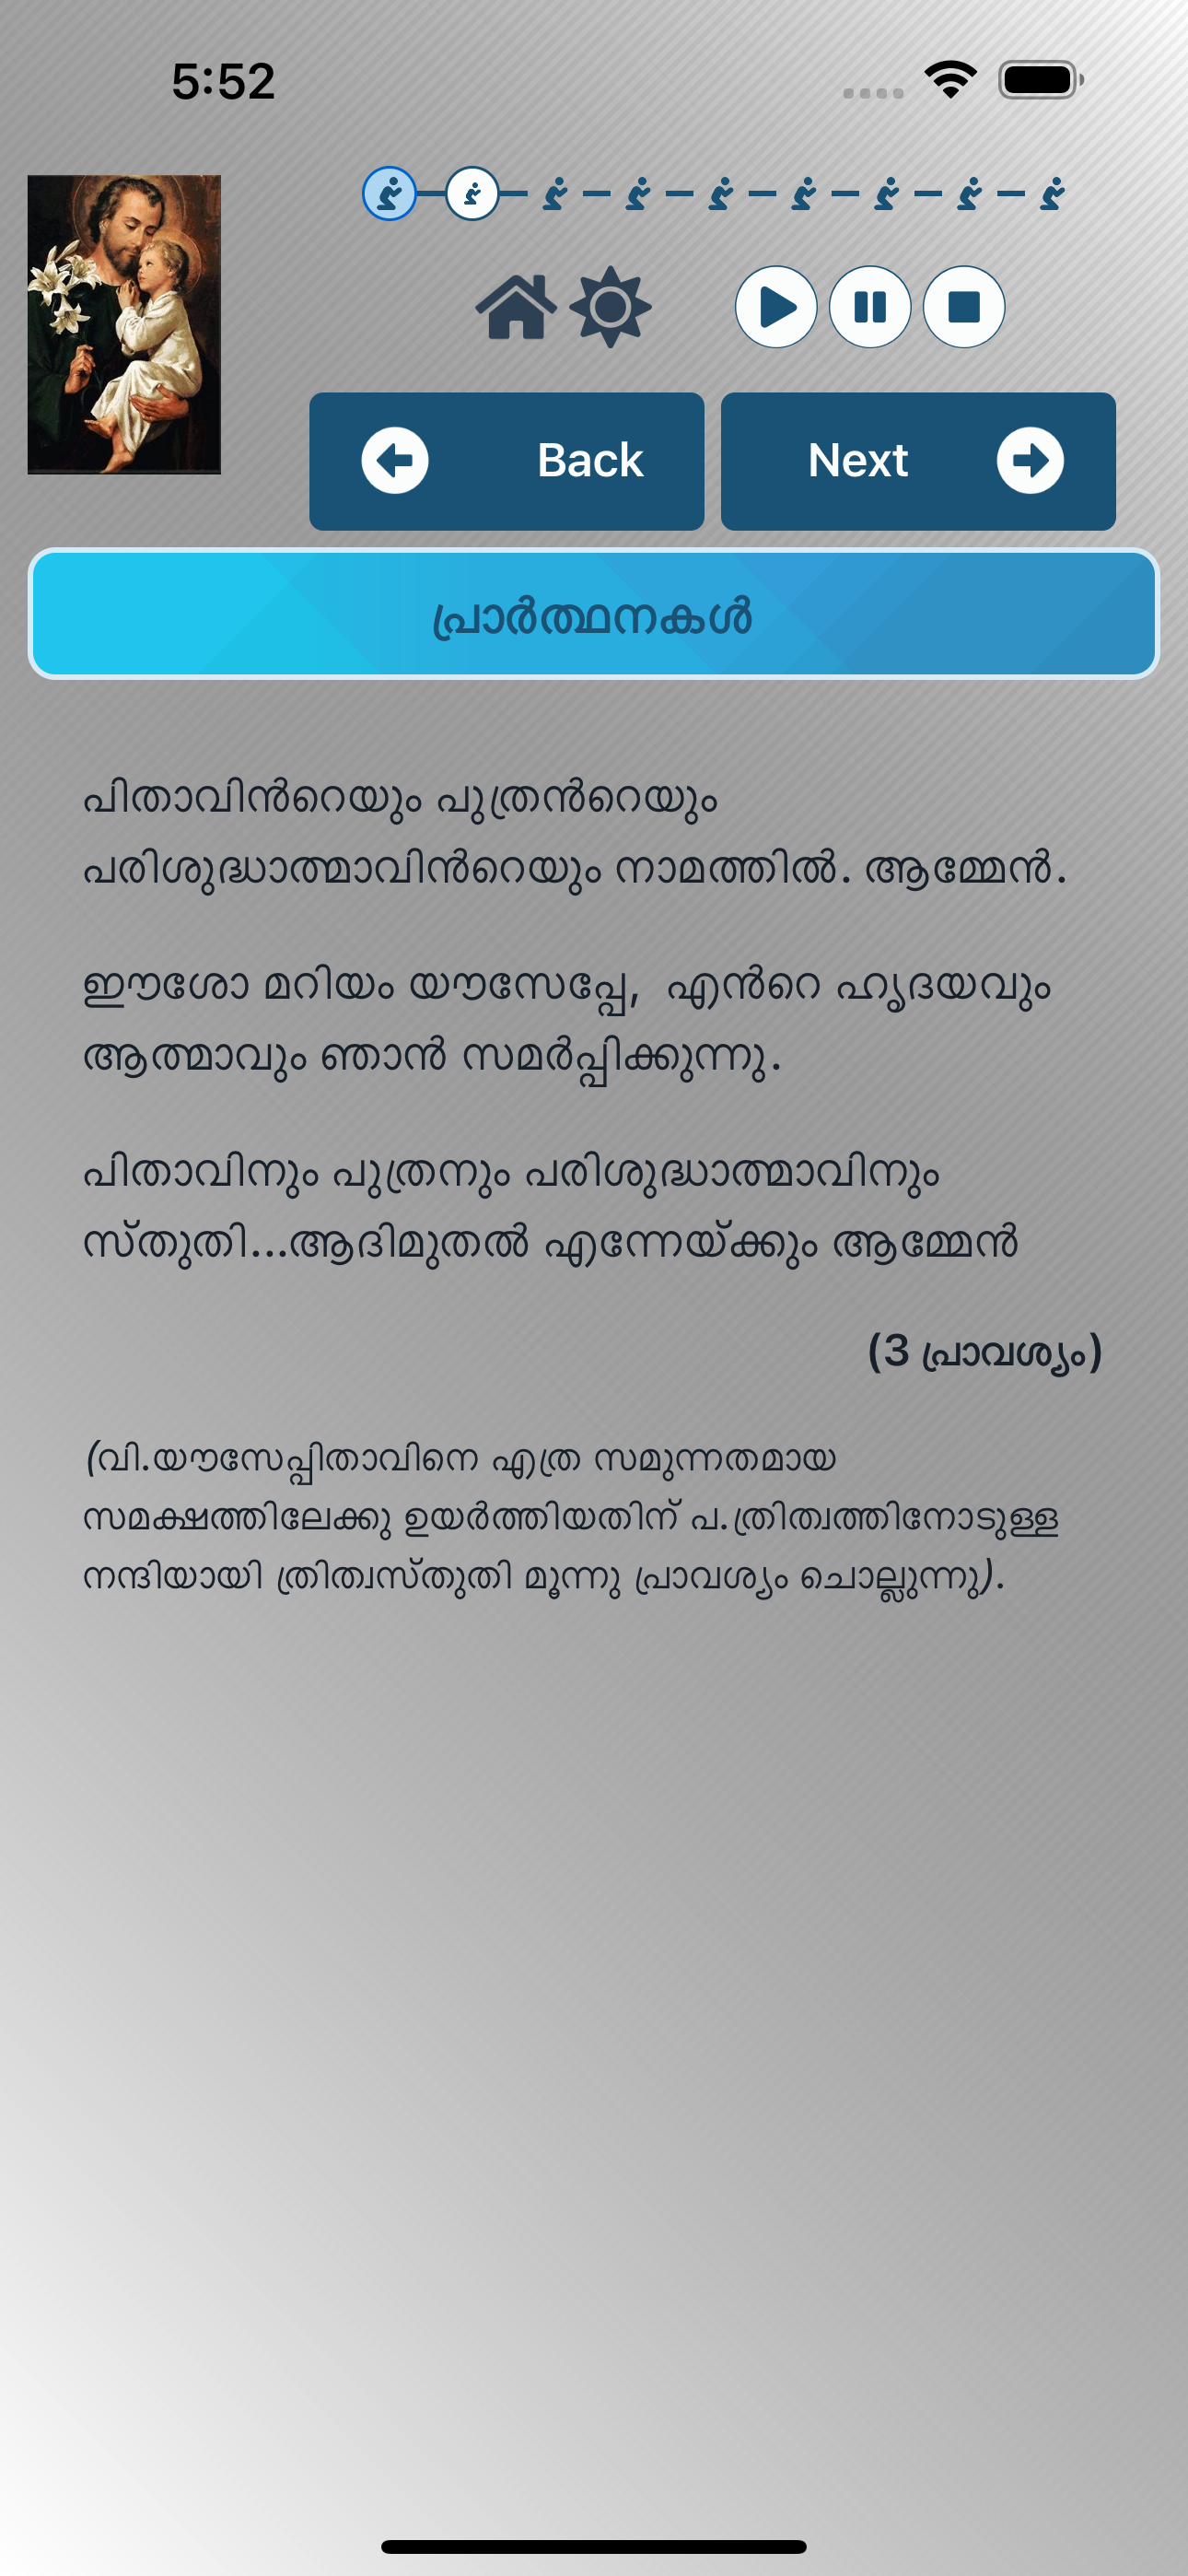 5:52
Back
Next
പ്രാർത്ഥനകൾ
പിതാവിൻറെയും പുത്രൻറെയും
പരിശുദ്ധാത്മാവിൻറെയും നാമത്തിൽ. ആമ്മേൻ.
ഈശോ മറിയം യൗസേപ്പേ, എൻറെ ഹൃദയവും
ആത്മാവും ഞാൻ സമർപ്പിക്കുന്നു.
പിതാവിനും പുത്രനും പരിശുദ്ധാത്മാവിനും
സ്തുതി...ആദിമുതൽ എന്നേയ്ക്കും ആമ്മേൻ
(3 പ്രാവശ്യം)
(വി.യൗസേപ്പിതാവിനെ എത്ര സമുന്നതമായ
സമക്ഷത്തിലേക്കു ഉയർത്തിയതിന് പ.ത്രിത്വത്തിനോടുള്ള
നന്ദിയായി ത്രിത്വസ്തുതി മൂന്നു പ്രാവശ്യം ചൊല്ലുന്നു).